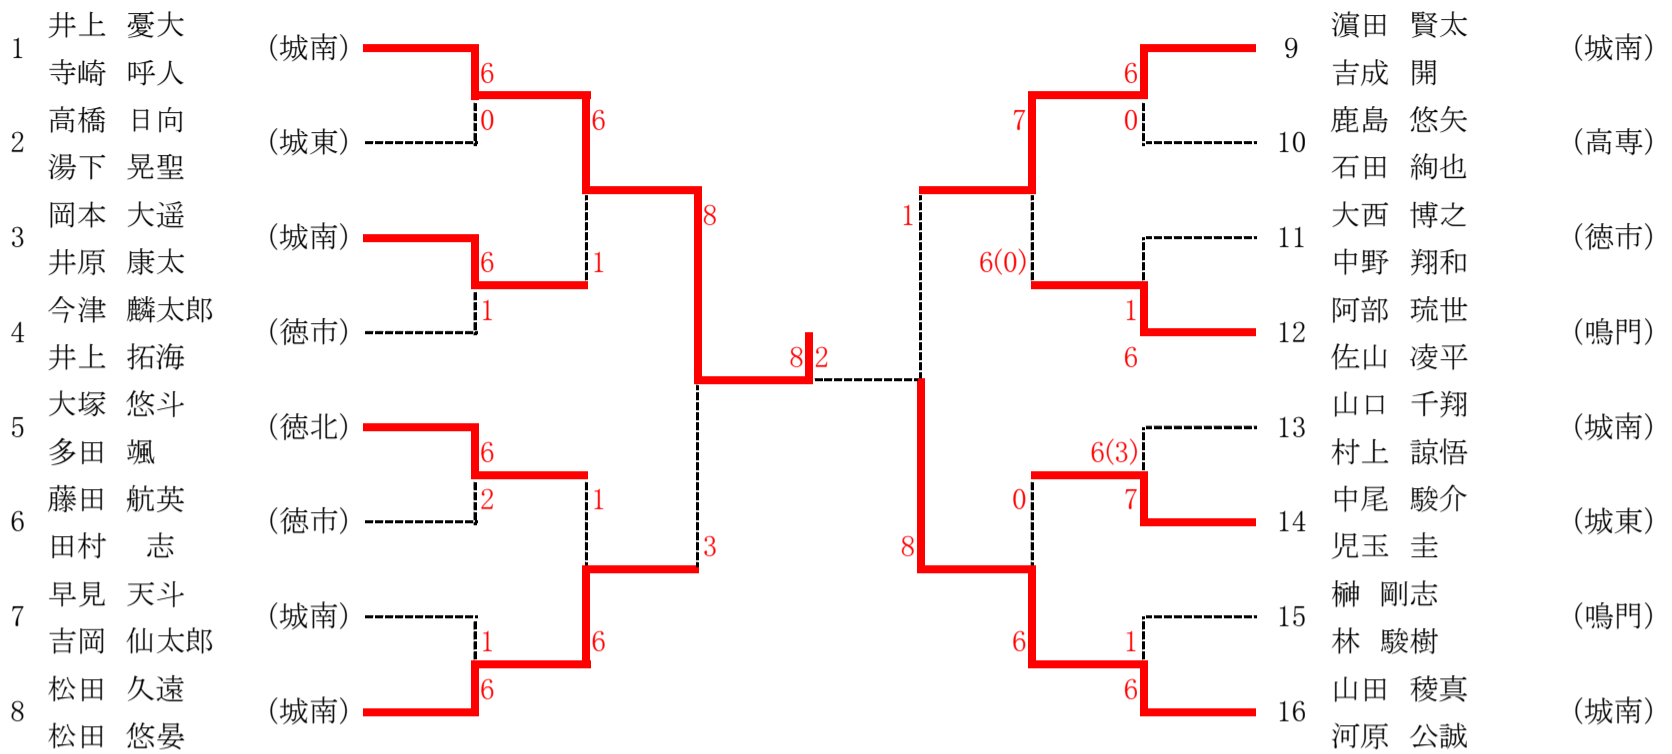 1 井上 憂大 (城南)
寺崎 呼人
2 高橋 日向 (城東)
湯下 晃聖
3 岡本 大遥 (城南)
井原 康太
4 今津 麟太郎 (徳市)
井上 拓海
5 大塚 悠斗 (徳北)
多田 颯
6 藤田 航英 (徳市)
田村 志
7 早見 天斗 (城南)
吉岡 仙太郎
8 松田 久遠 (城南)
松田 悠晏
6
0
6
6
1
1
8
6
2
1
3
1
6
6
8 2
9 濵田 賢太 (城南)
吉成 開
10 鹿島 悠矢 (高専)
石田 絢也
11 大西 博之 (徳市)
中野 翔和
12 阿部 琉世 (鳴門)
佐山 凌平
13 山口 千翔 (城南)
村上 諒悟
14 中尾 駿介 (城東)
児玉 圭
15 榊 剛志 (鳴門)
林 駿樹
16 山田 稜真 (城南)
河原 公誠
6
7 0
1
6(0)
1
6
6(3)
0 7
8
6 1
6